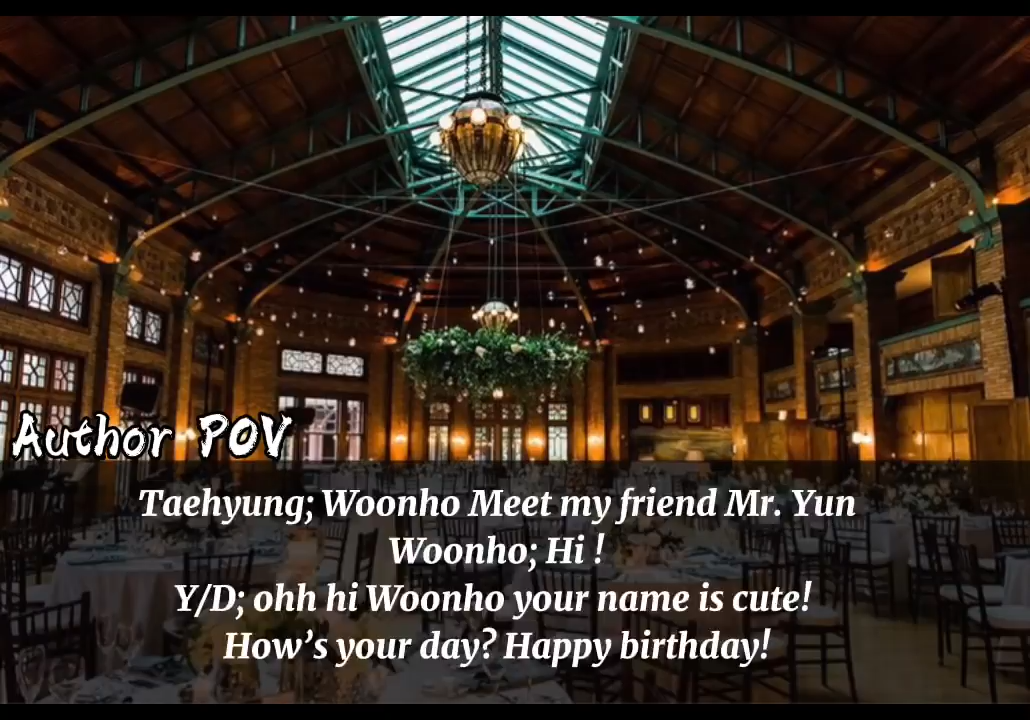 Author POV
Taehyung; Woonho Meet my friend Mr. Yun
Woonho; Hi !
Y/D; ohh hi Woonho your name is cute!
How’s your day? Happy birthday!